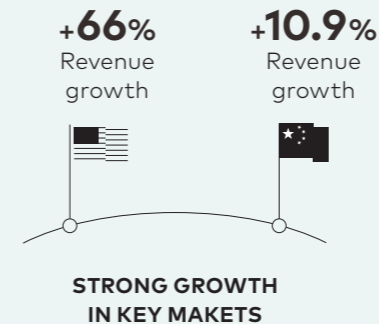 +66%
Revenue
growth
+10.9%
Revenue
growth
STRONG GROWTH
IN KEY MAKETS